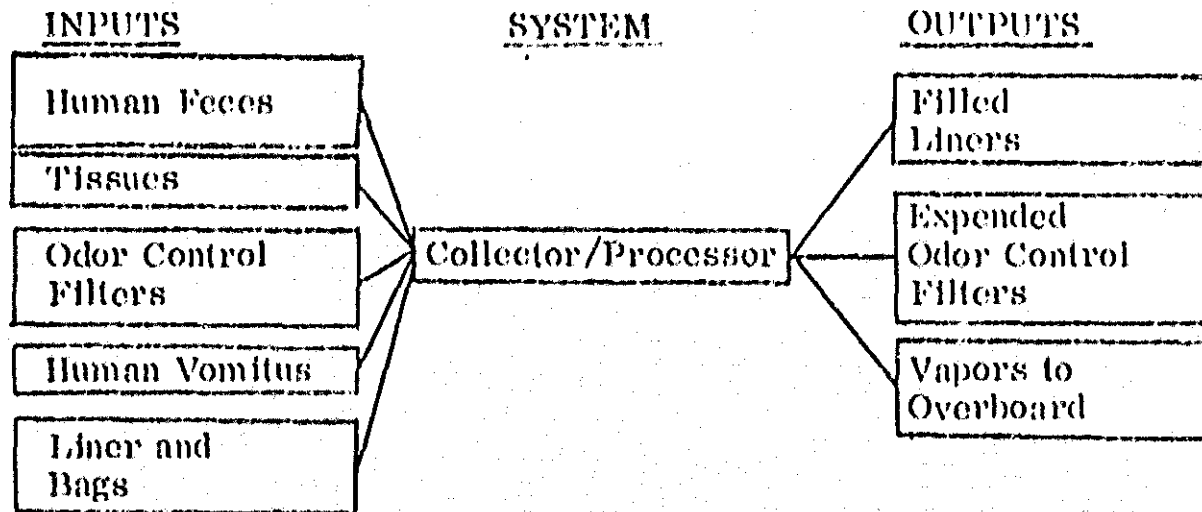 INPUTS
SYSTEM
OUTPUTS
Human Feces
Tissues
Odor Control
Filters
Human Vomitus
Liner and
Bags
Collector/Processor
Filled
Liners
Expended
Odor Control
Filters
Vapors to
Overboard